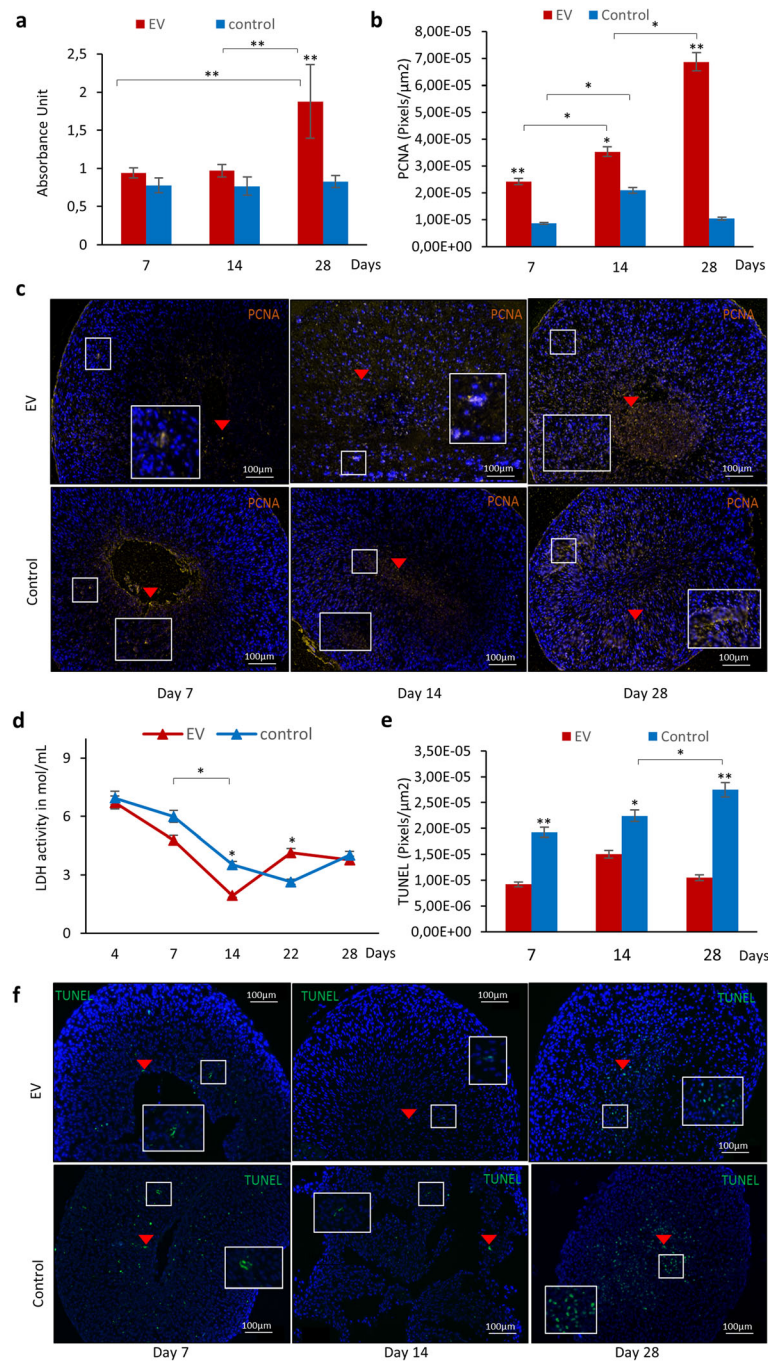 a
EV control
**
**
**
Absorbance Unit
2,5
2
1,5
1
0,5
0
7 14 28 Days
b
EV Control
*
**
*
*
*
**
PCNA (Pixels/µm2)
8,00E-05
7,00E-05
6,00E-05
5,00E-05
4,00E-05
3,00E-05
2,00E-05
1,00E-05
0,00E+00
7 14 28 Days
c
EV
PCNA PCNA PCNA
100µm 100µm 100µm
Control
PCNA PCNA PCNA
100µm 100µm 100µm
Day 7 Day 14 Day 28
d
EV control
LDH activity in mol/mL
9
6
3
0
*
*
*
4 7 14 22 28 Days
e
EV Control
TUNEL (Pixels/µm2)
3,50E-05
3,00E-05
2,50E-05
2,00E-05
1,50E-05
1,00E-05
5,00E-06
0,00E+00
*
**
*
**
7 14 28 Days
f
EV
TUNEL TUNEL TUNEL
100µm 100µm 100µm
Control
TUNEL TUNEL TUNEL
100µm 100µm 100µm
Day 7 Day 14 Day 28